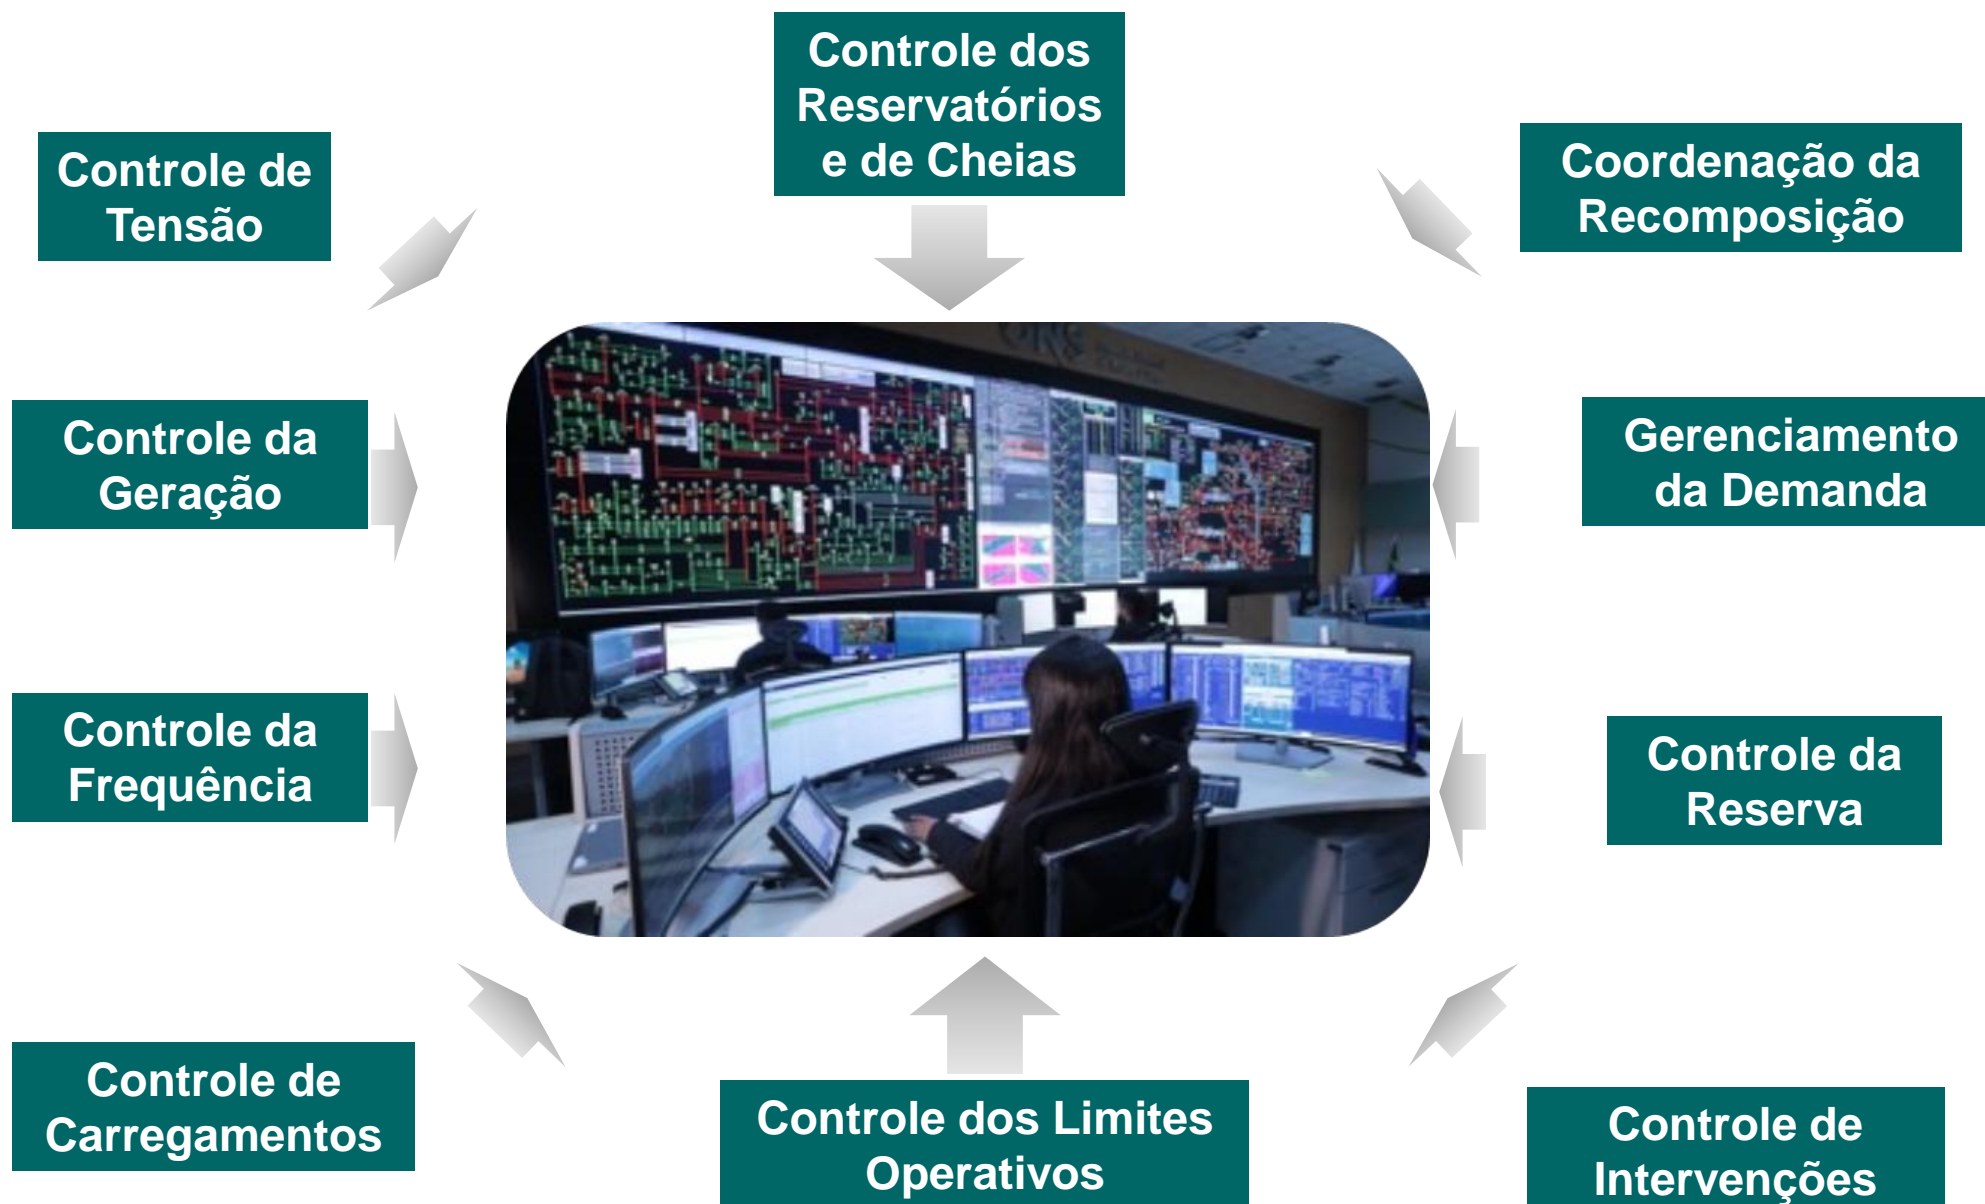 Controle dos
Reservatórios
e de Cheias
Controle de
Tensão
Coordenação da
Recomposição
Controle da
Geração
Gerenciamento
da Demanda
Controle da
Frequência
Controle da
Reserva
Controle de
Carregamentos
Controle dos Limites
Operativos
Controle de
Intervenções